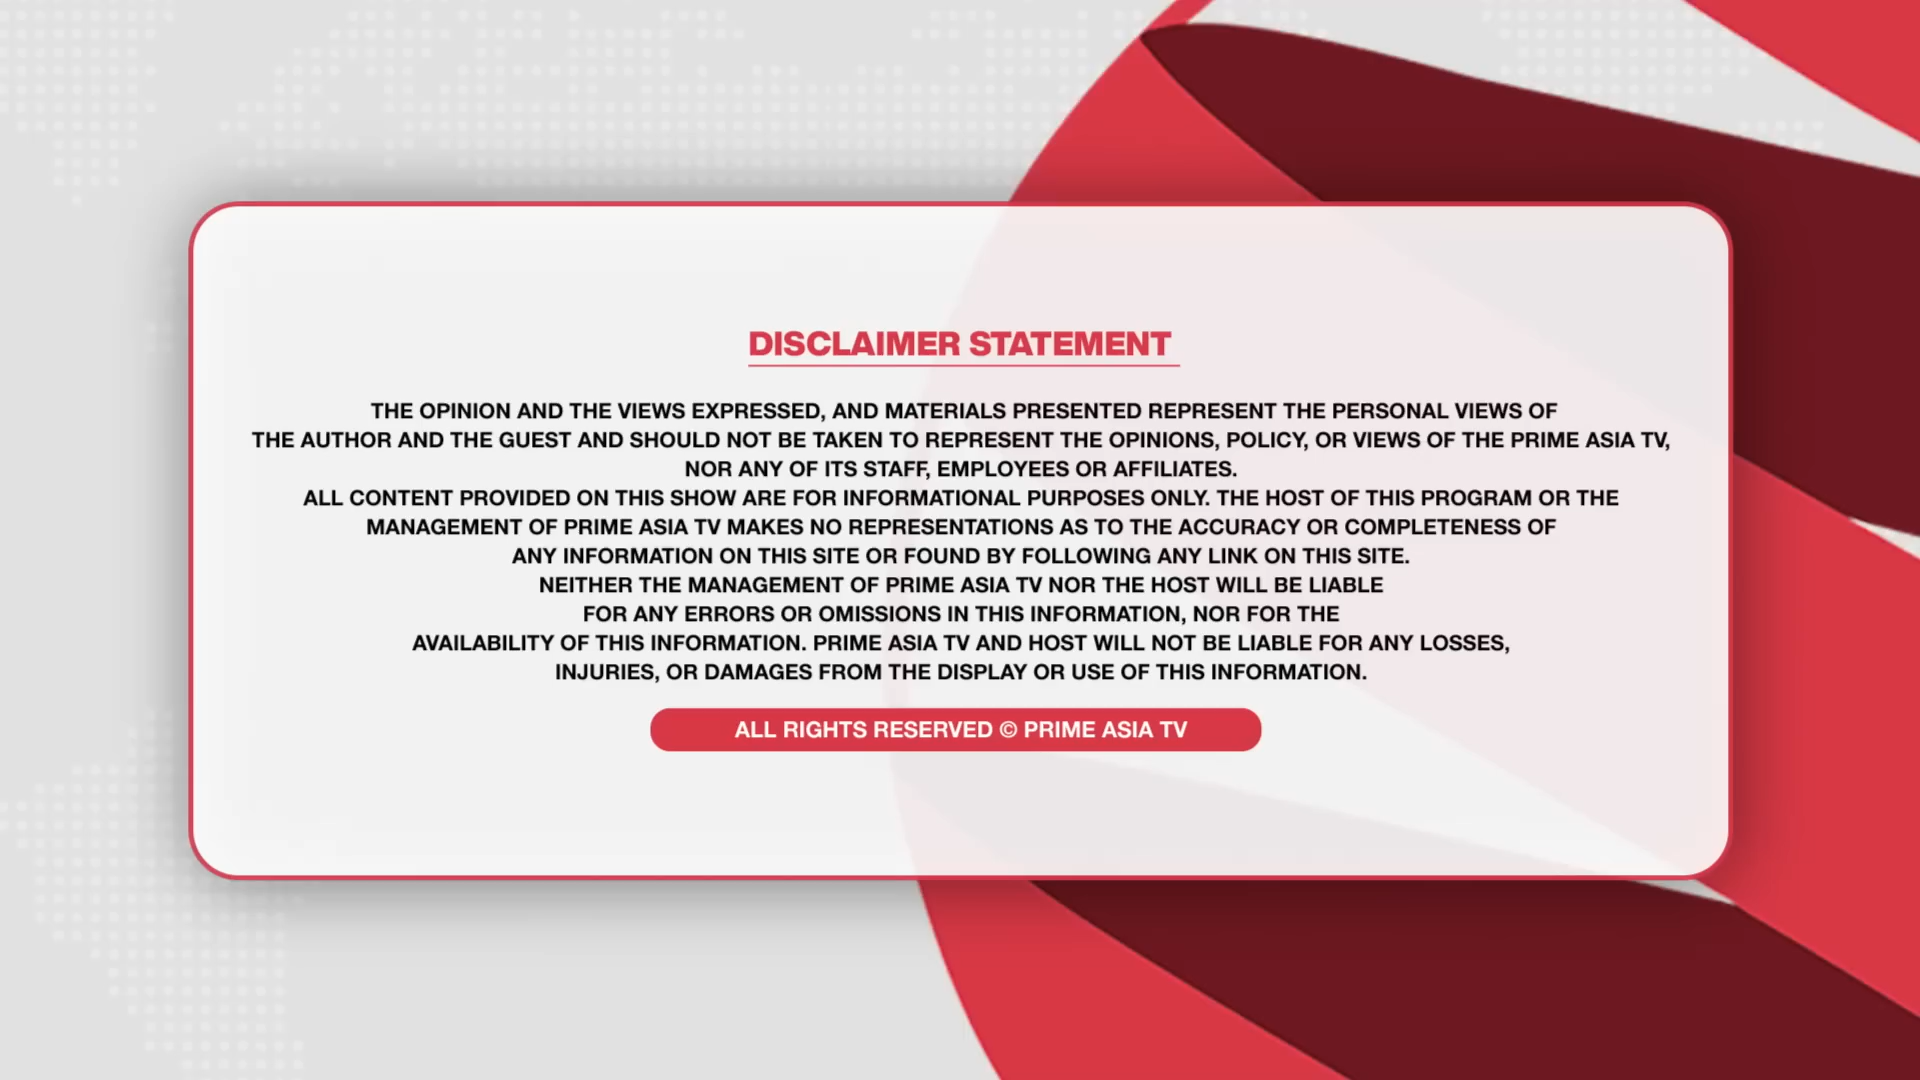 DISCLAIMER STATEMENT
THE OPINION AND THE VIEWS EXPRESSED, AND MATERIALS PRESENTED REPRESENT THE PERSONAL VIEWS OF
THE AUTHOR AND THE GUEST AND SHOULD NOT BE TAKEN TO REPRESENT THE OPINIONS, POLICY, OR VIEWS OF THE PRIME ASIA TV,
NOR ANY OF ITS STAFF, EMPLOYEES OR AFFILIATES.
ALL CONTENT PROVIDED ON THIS SHOW ARE FOR INFORMATIONAL PURPOSES ONLY. THE HOST OF THIS PROGRAM OR THE
MANAGEMENT OF PRIME ASIA TV MAKES NO REPRESENTATIONS AS TO THE ACCURACY OR COMPLETENESS OF
ANY INFORMATION ON THIS SITE OR FOUND BY FOLLOWING ANY LINK ON THIS SITE.
NEITHER THE MANAGEMENT OF PRIME ASIA TV NOR THE HOST WILL BE LIABLE
FOR ANY ERRORS OR OMISSIONS IN THIS INFORMATION, NOR FOR THE
AVAILABILITY OF THIS INFORMATION. PRIME ASIA TV AND HOST WILL NOT BE LIABLE FOR ANY LOSSES,
INJURIES, OR DAMAGES FROM THE DISPLAY OR USE OF THIS INFORMATION.
ALL RIGHTS RESERVED © PRIME ASIA TV